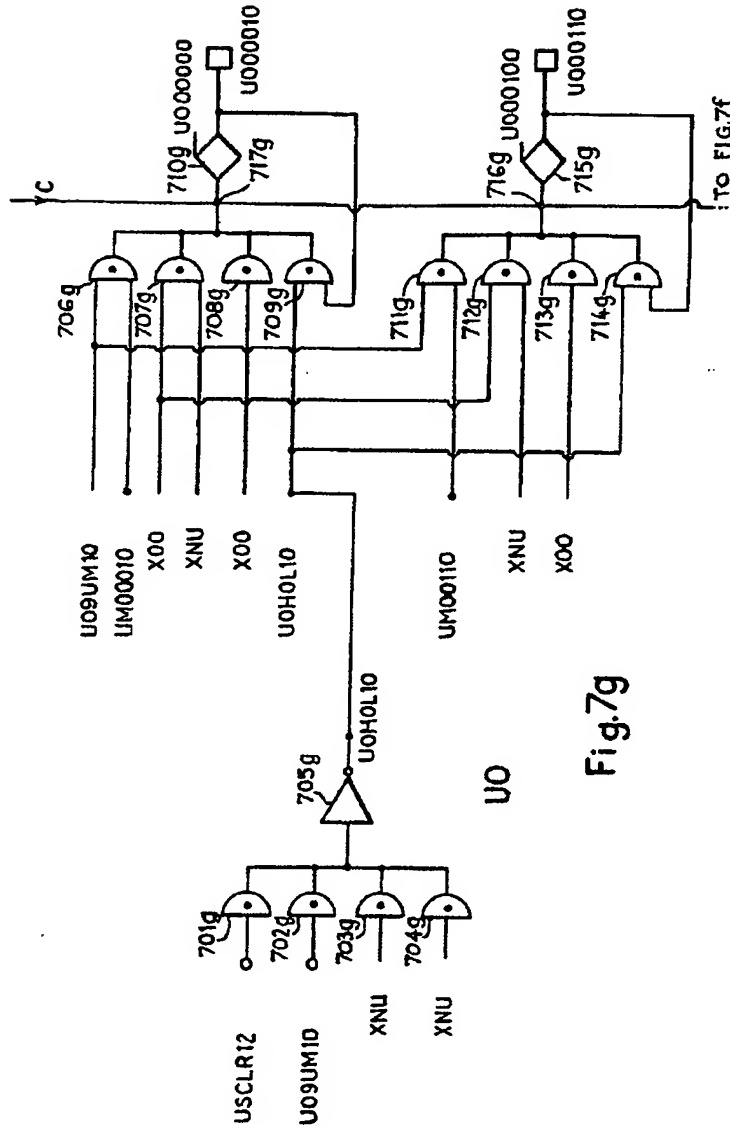 C
706g
707g
708g
709g
710g
U000000
U000010
717g
U09UM10
UM00010
X00
XNU
X00
U0H0L10
711g
712g
713g
714g
716g
U000100
U000110
715g
TO FIG.7f
UM00110
XNU
X00
U0H0L10
705g
701g
702g
703g
704g
USCLR12
U09UM10
XNU
XNU
U0
Fig.7g